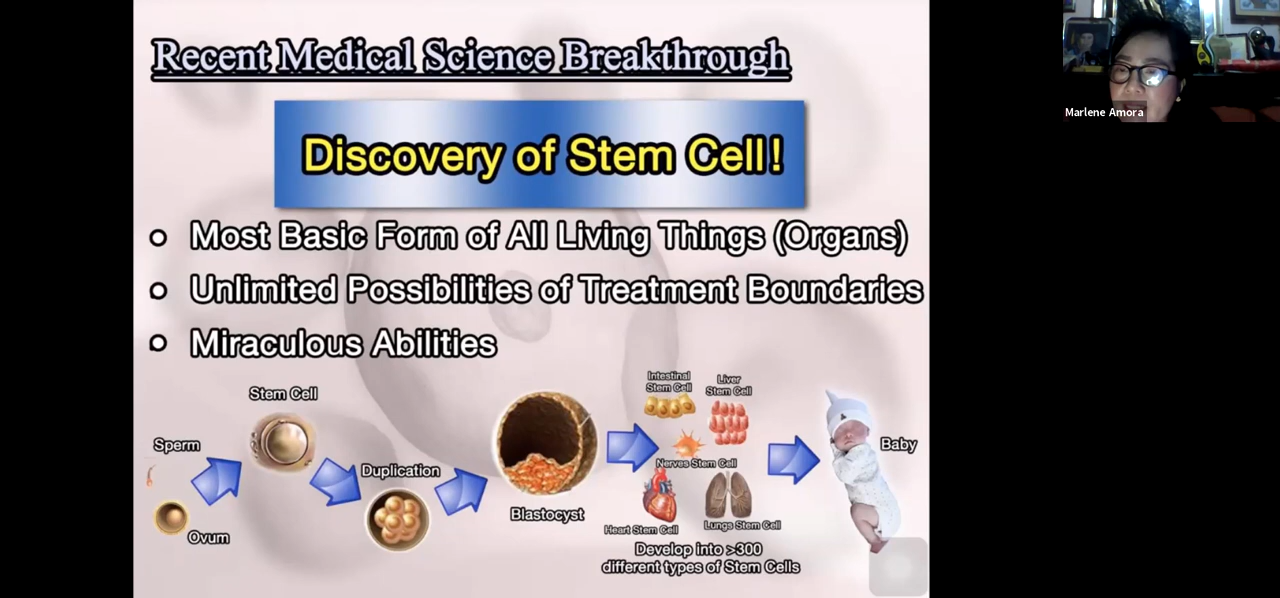 Recent Medical Science Breakthrough
Marlene Amora
Discovery of Stem Cell!
Most Basic Form of All Living Things (Organs)
Unlimited Possibilities of Treatment Boundaries
Miraculous Abilities
Sperm
Ovum
Stem Cell
Duplication
Blastocyst
Intestinal
Stem Cell
Liver
Stem Cell
Nerves Stem Cell
Heart Stem Cell
Lungs Stem Cell
Develop into >300
different types of Stem Cells
Baby